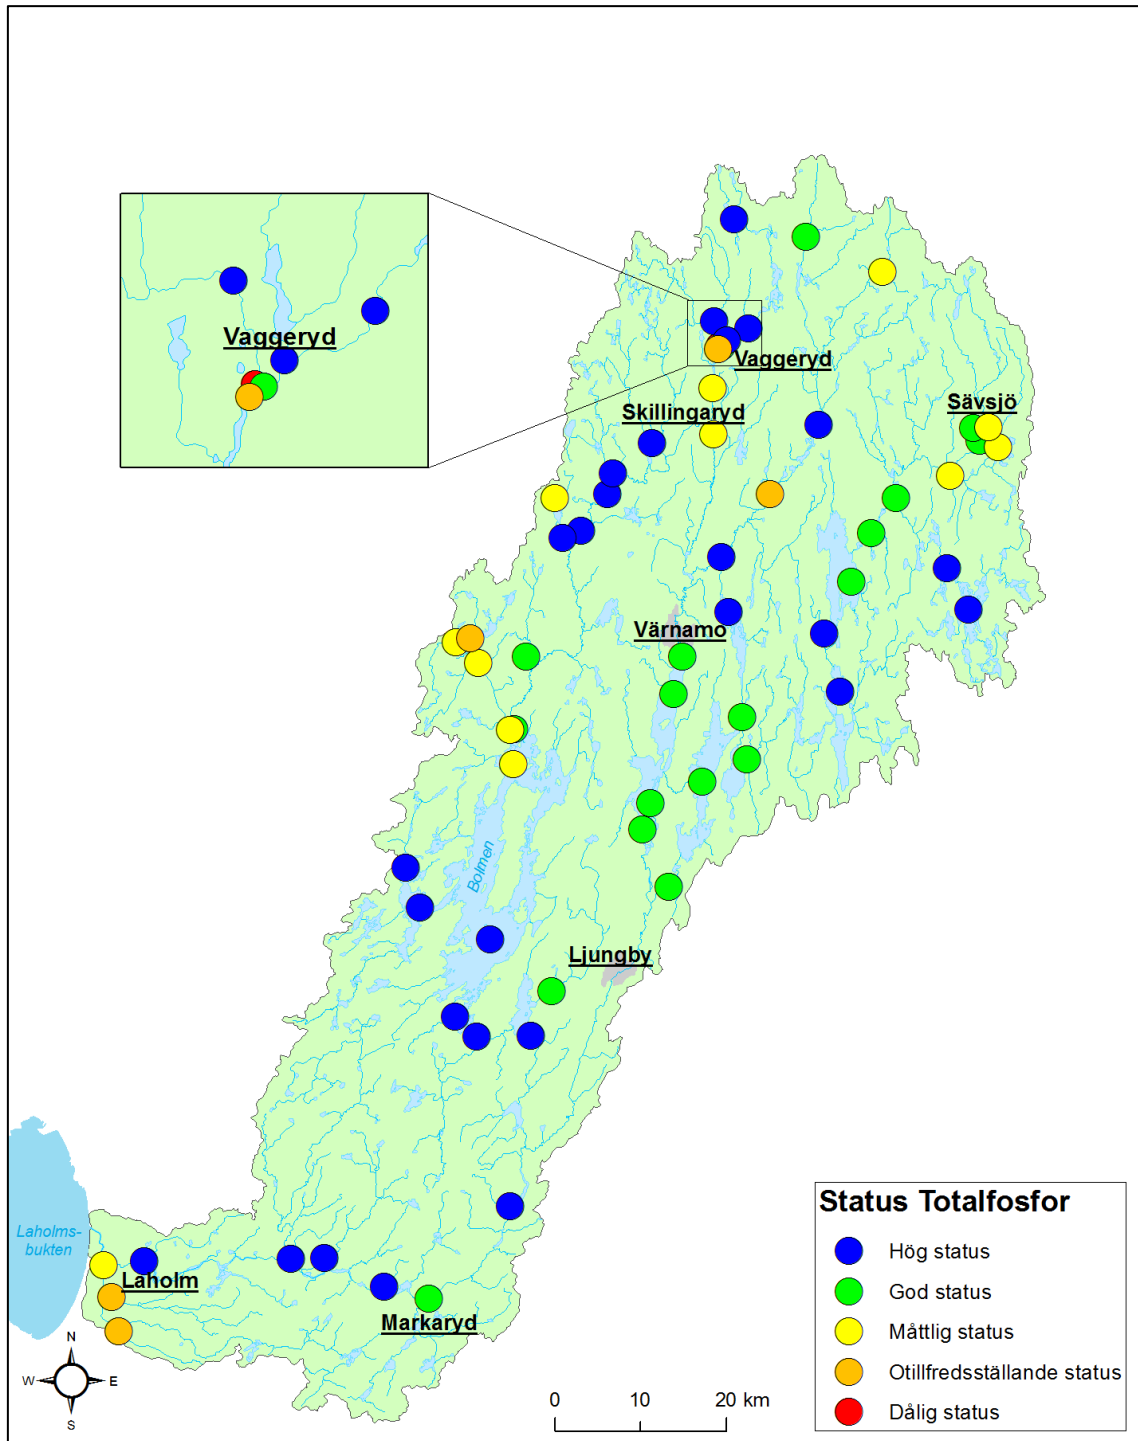 Vaggeryd
Vaggeryd
Skillingaryd
Sävsjö
Värnamo
Bolmen
Ljungby
Laholms-
bukten
Laholm
Markaryd
N
W
E
S
0 10 20 km
Status Totalfosfor
Hög status
God status
Måttlig status
Otillfredsställande status
Dålig status